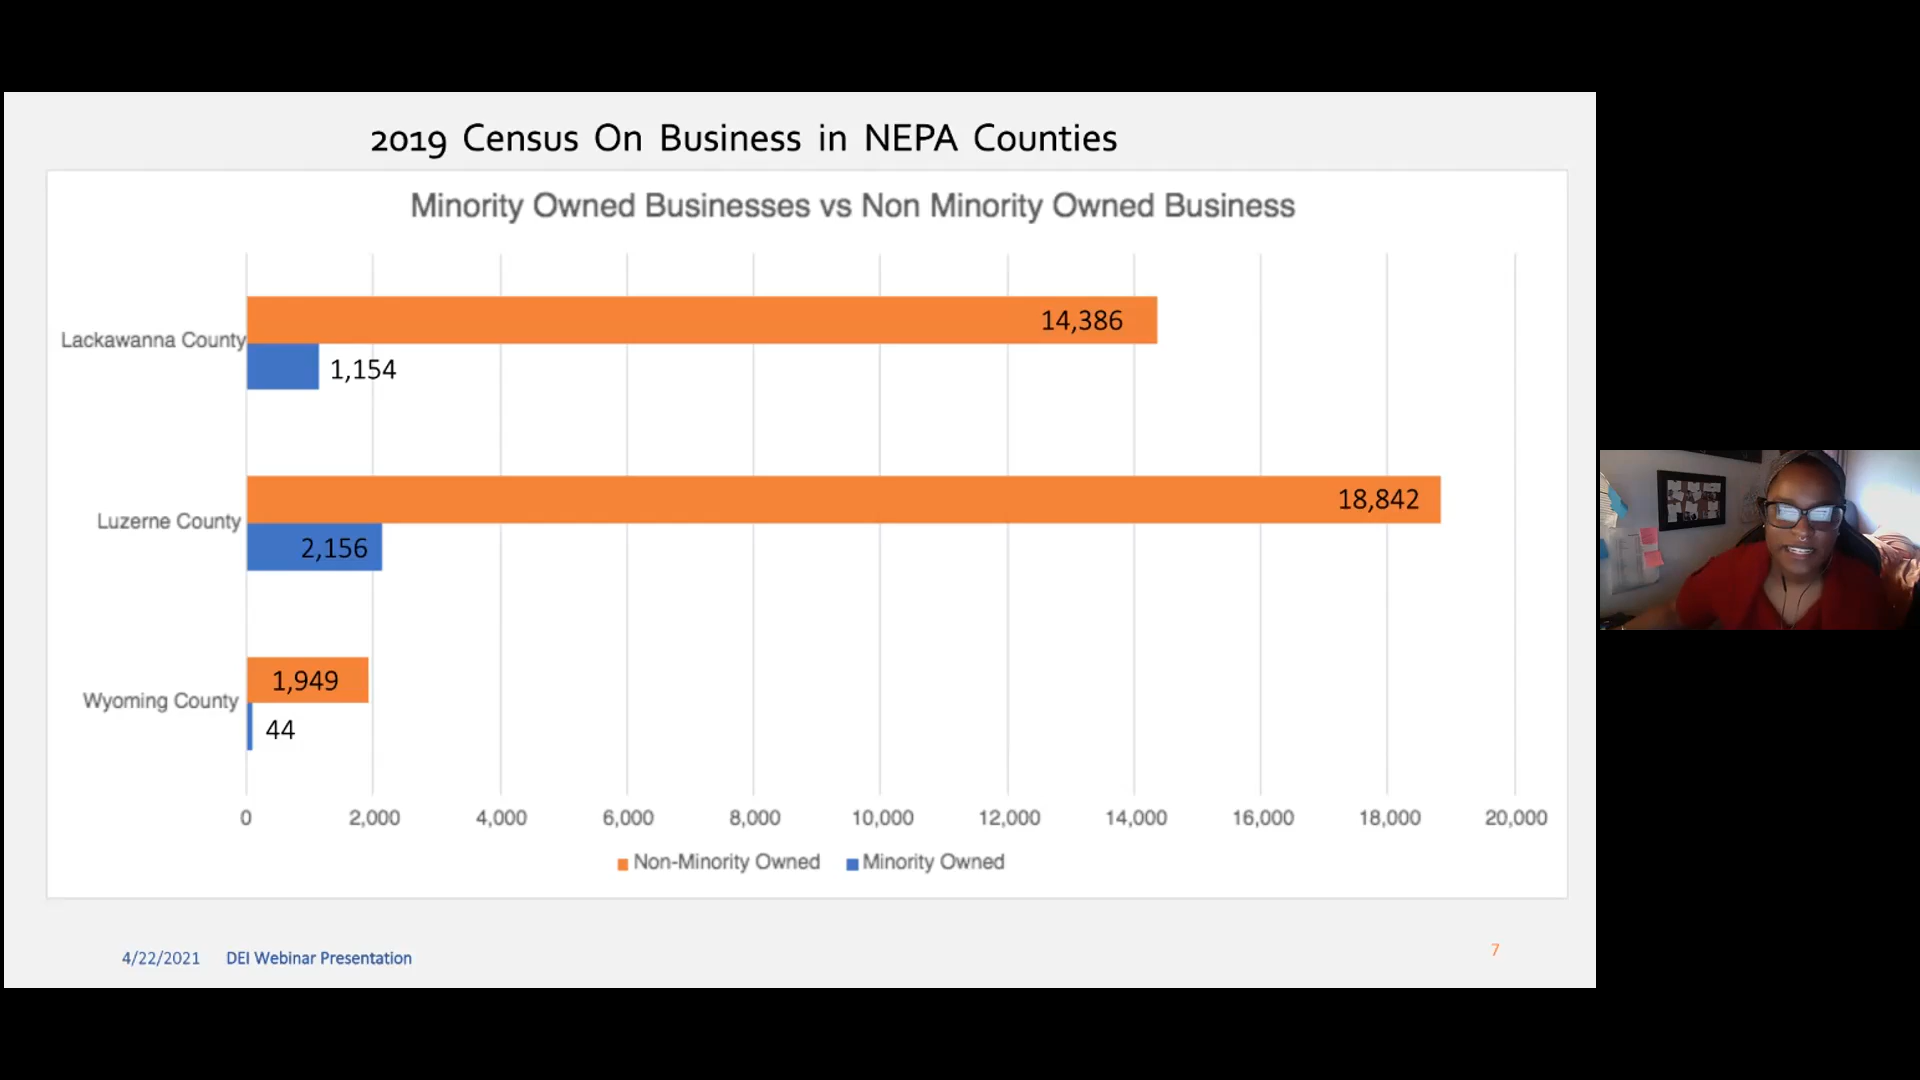 2019 Census On Business in NEPA Counties
Minority Owned Businesses vs Non Minority Owned Business
14,386
Lackawanna County
1,154
18,842
Luzerne County
2,156
1,949
Wyoming County
44
0 2,000 4,000 6,000 8,000 10,000 12,000 14,000 16,000 18,000 20,000
Non-Minority Owned Minority Owned
4/22/2021 DEI Webinar Presentation 7